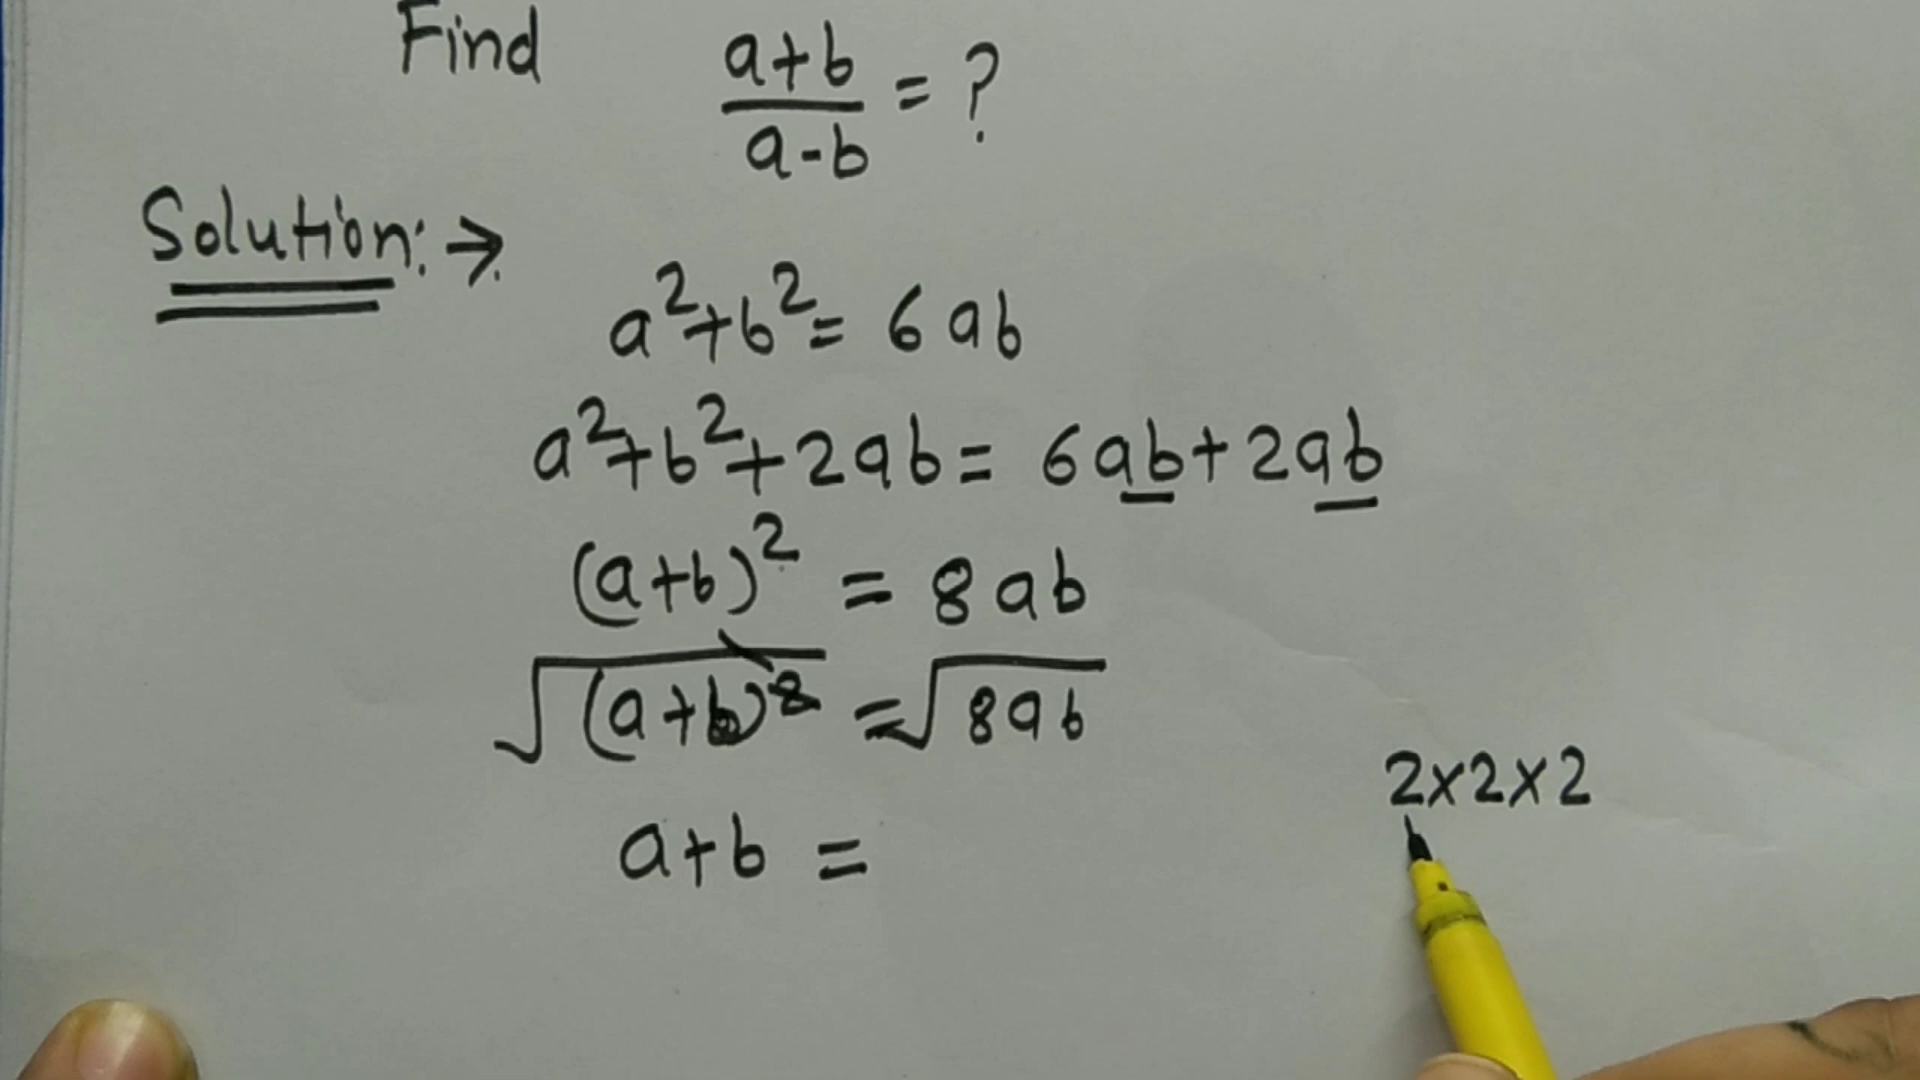 Find a+b/a-b = ?
Solution:→
a²+b²= 6ab
a²+b²+2ab= 6ab+2ab
(a+b)² = 8ab
√(a+b)² = √8ab
2×2×2
a+b =